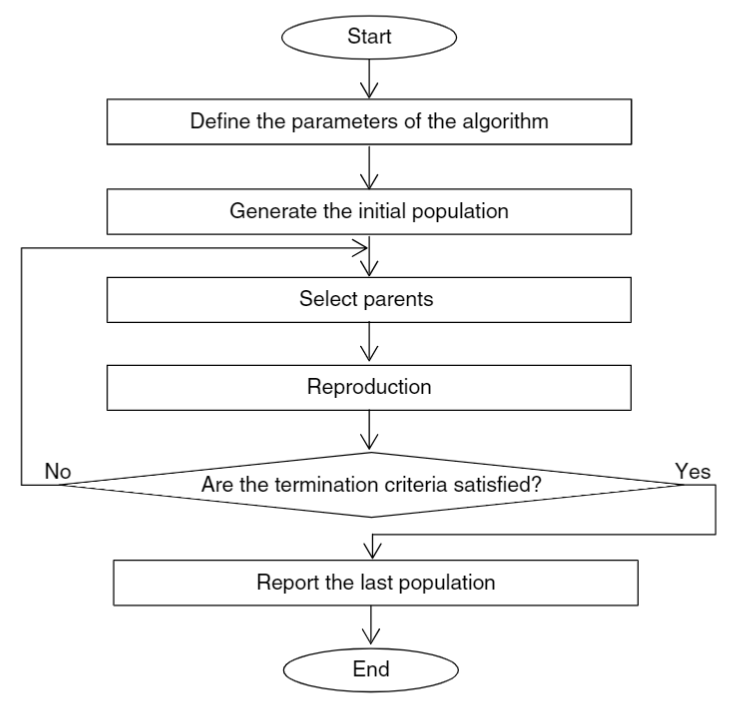 Start
Define the parameters of the algorithm
Generate the initial population
Select parents
Reproduction
No
Are the termination criteria satisfied?
Yes
Report the last population
End